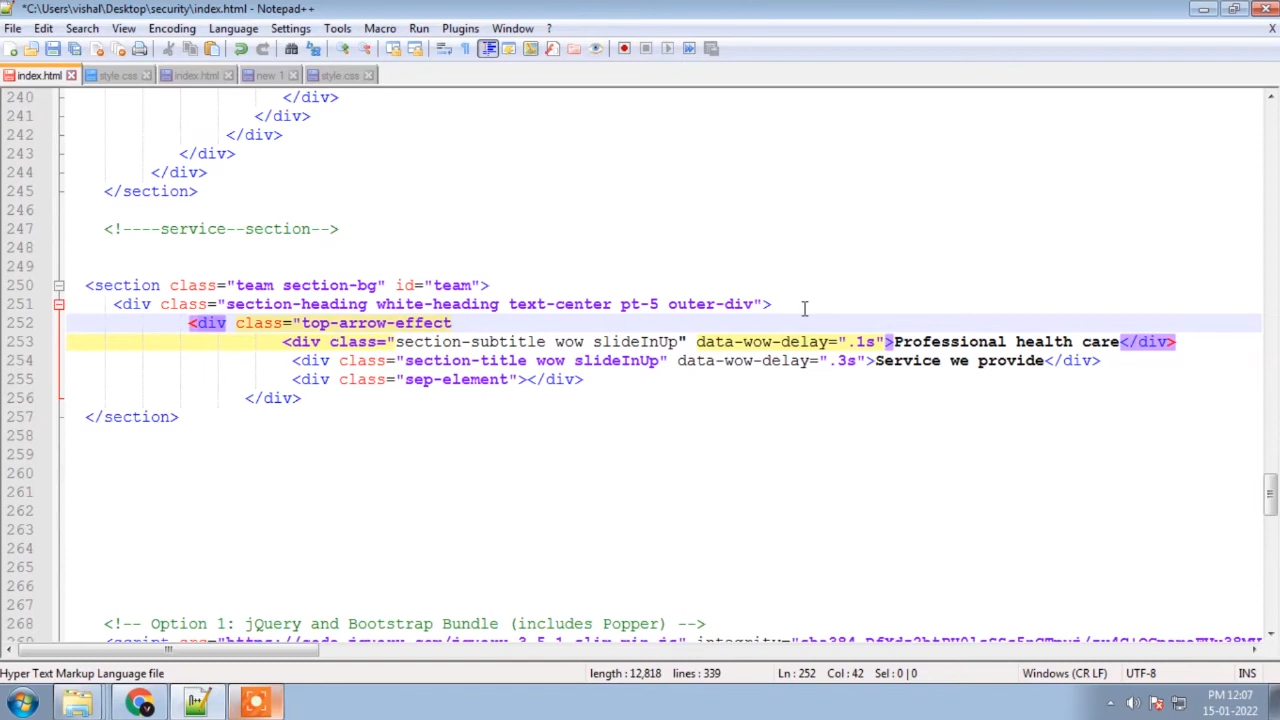 *C:\Users\vishal\Desktop\security\index.html - Notepad++
File Edit Search View Encoding Language Settings Tools Macro Run Plugins Window ?
X
index.html style.css index.html new 1 style.css
240 </div>
241 </div>
242 </div>
243 </div>
244 </div>
245 </section>
246
247 <!----service--section-->
248
249
250 <section class="team section-bg" id="team">
251 <div class="section-heading white-heading text-center pt-5 outer-div">
252 <div class="top-arrow-effect
253 <div class="section-subtitle wow slideInUp" data-wow-delay=".1s">Professional health care</div>
254 <div class="section-title wow slideInUp" data-wow-delay=".3s">Service we provide</div>
255 <div class="sep-element"></div>
256 </div>
257 </section>
258
259
260
261
262
263
264
265
266
267
268 <!-- Option 1: jQuery and Bootstrap Bundle (includes Popper) -->
Hyper Text Markup Language file length : 12,818 lines : 339 Ln : 252 Col : 42 Sel : 0 | 0 Windows (CR LF) UTF-8 INS
PM 12:07
15-01-2022